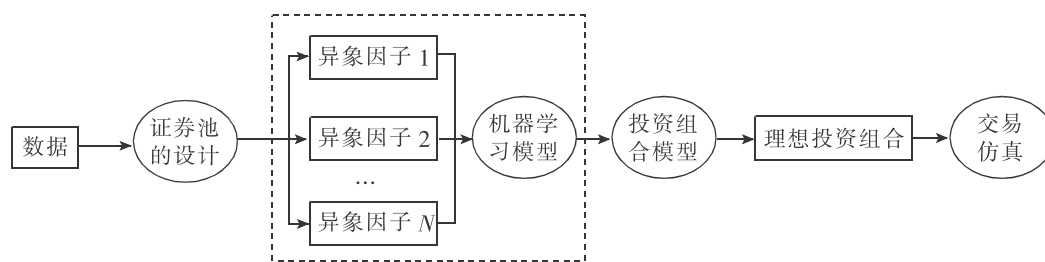 数据
证券池
的设计
异象因子 1
异象因子 2
...
异象因子 N
机器学
习模型
投资组
合模型
理想投资组合
交易
仿真